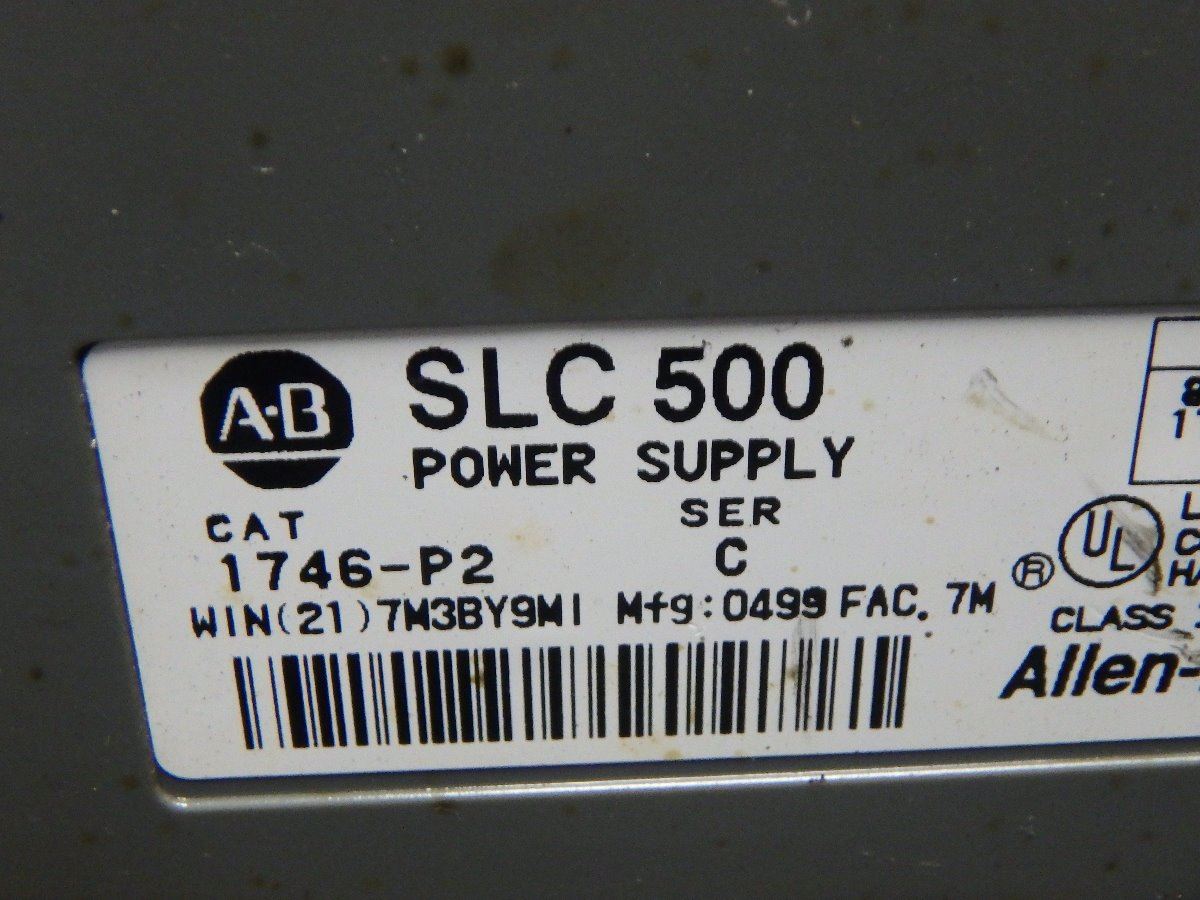 A-B SLC 500
POWER SUPPLY
CAT SER
1746-P2 C
WIN(21)7M3BY9MI Mfg:0499 FAC. 7M
UL
®
CLASS
Allen-